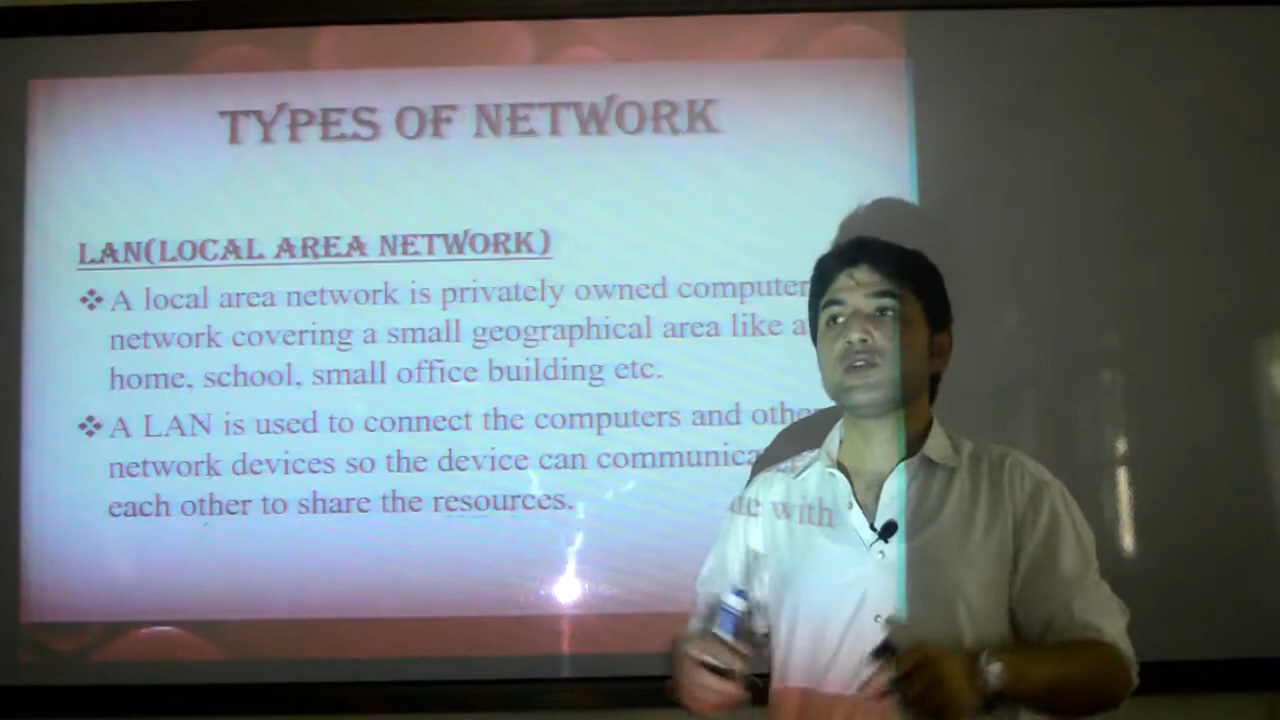 TYPES OF NETWORK
LAN(LOCAL AREA NETWORK)
❖ A local area network is privately owned computer
network covering a small geographical area like a
home, school, small office building etc.
❖ A LAN is used to connect the computers and other
network devices so the device can communicate with
each other to share the resources.